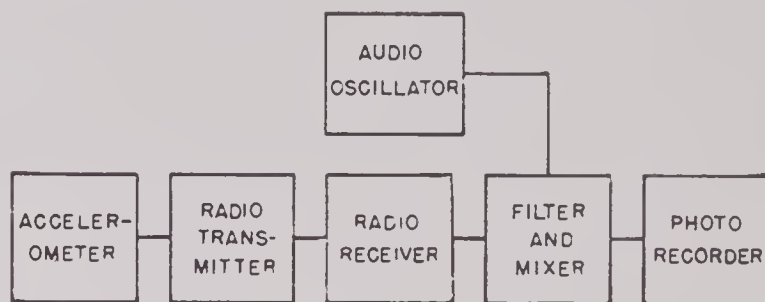 AUDIO
OSCILLATOR
ACCELER-
OMETER
RADIO
TRANS-
MITTER
RADIO
RECEIVER
FILTER
AND
MIXER
PHOTO
RECORDER